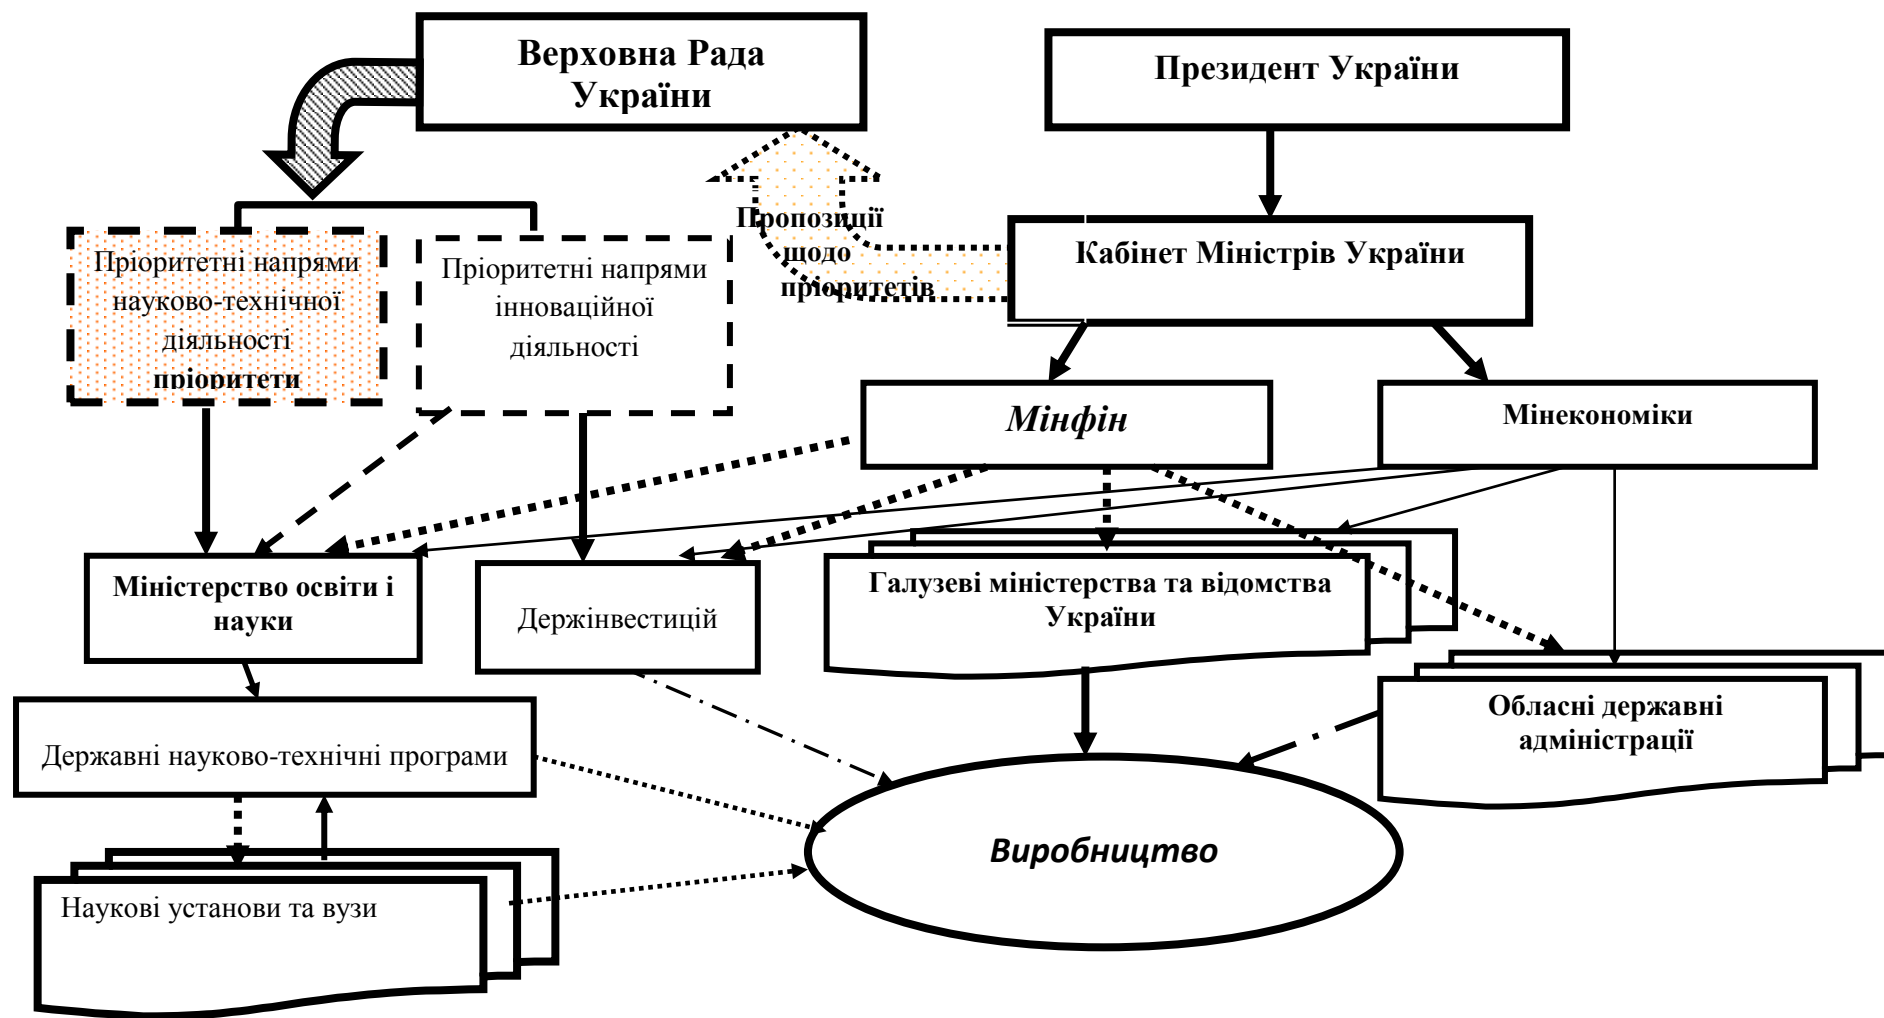 Верховна Рада
України
Президент України
Пропозиції
щодо
пріоритетів
Кабінет Міністрів України
Пріоритетні напрями
науково-технічної
діяльності
пріоритети
Пріоритетні напрями
інноваційної
діяльності
Мінфін
Мінекономіки
Міністерство освіти і
науки
Держінвестицій
Галузеві міністерства та відомства
України
Обласні державні
адміністрації
Державні науково-технічні програми
Виробництво
Наукові установи та вузи